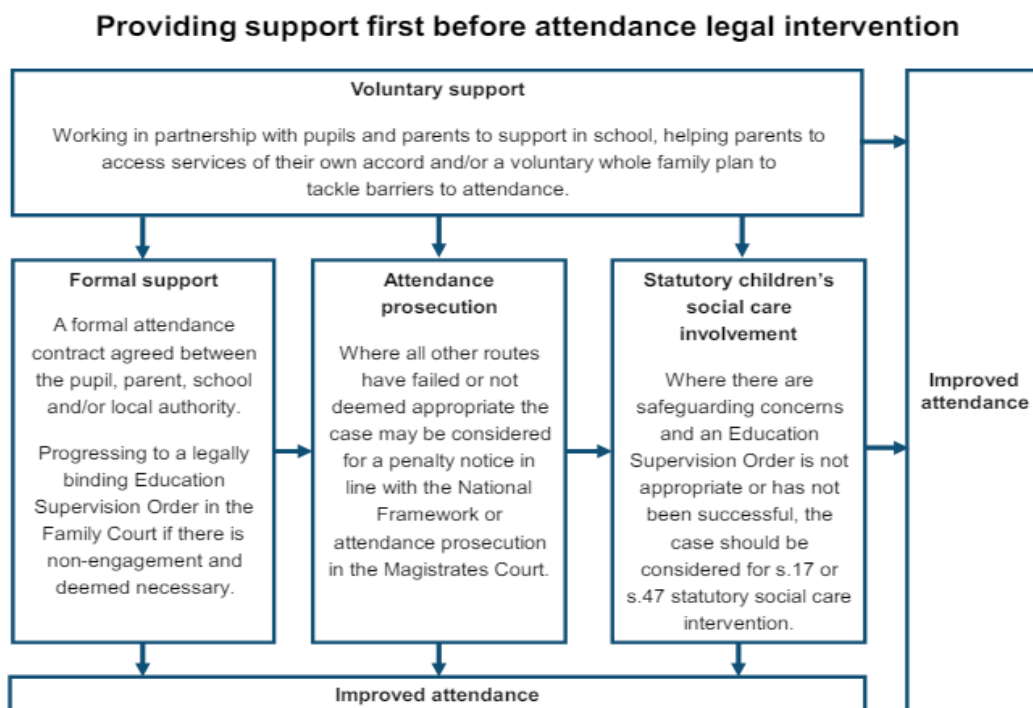 Providing support first before attendance legal intervention
Voluntary support
Working in partnership with pupils and parents to support in school, helping parents to
access services of their own accord and/or a voluntary whole family plan to
tackle barriers to attendance.
Formal support
A formal attendance
contract agreed between
the pupil, parent, school
and/or local authority.
Progressing to a legally
binding Education
Supervision Order in the
Family Court if there is
non-engagement and
deemed necessary.
Attendance
prosecution
Where all other routes
have failed or not
deemed appropriate the
case may be considered
for a penalty notice in
line with the National
Framework or
attendance prosecution
in the Magistrates Court.
Statutory children’s
social care
involvement
Where there are
safeguarding concerns
and an Education
Supervision Order is not
appropriate or has not
been successful, the
case should be
considered for s.17 or
s.47 statutory social care
intervention.
Improved
attendance
Improved attendance